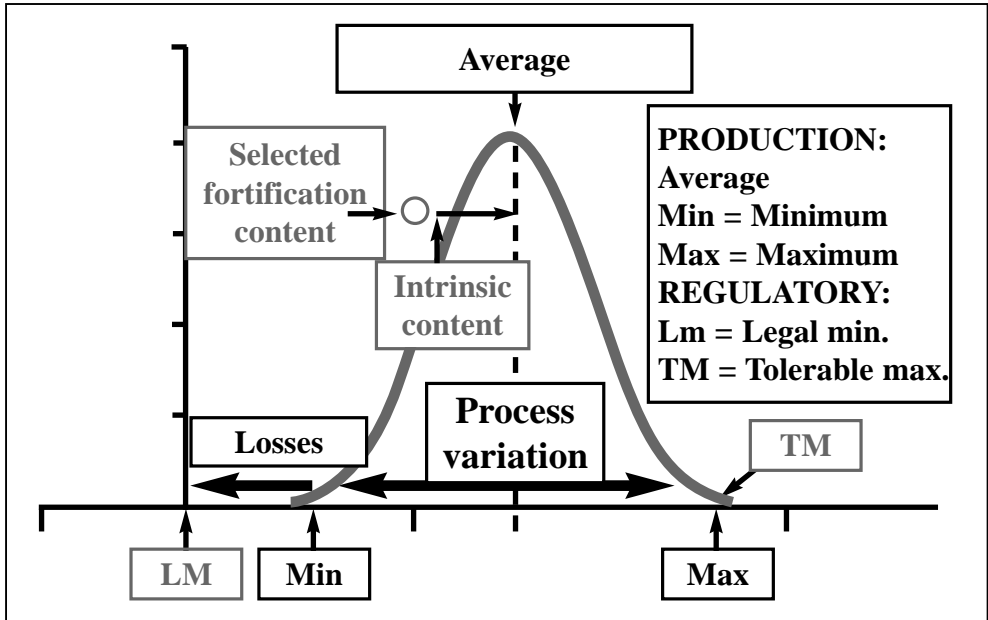 Average
Selected
fortification
content
Intrinsic
content
PRODUCTION:
Average
Min = Minimum
Max = Maximum
REGULATORY:
Lm = Legal min.
TM = Tolerable max.
Losses
Process
variation
TM
LM
Min
Max